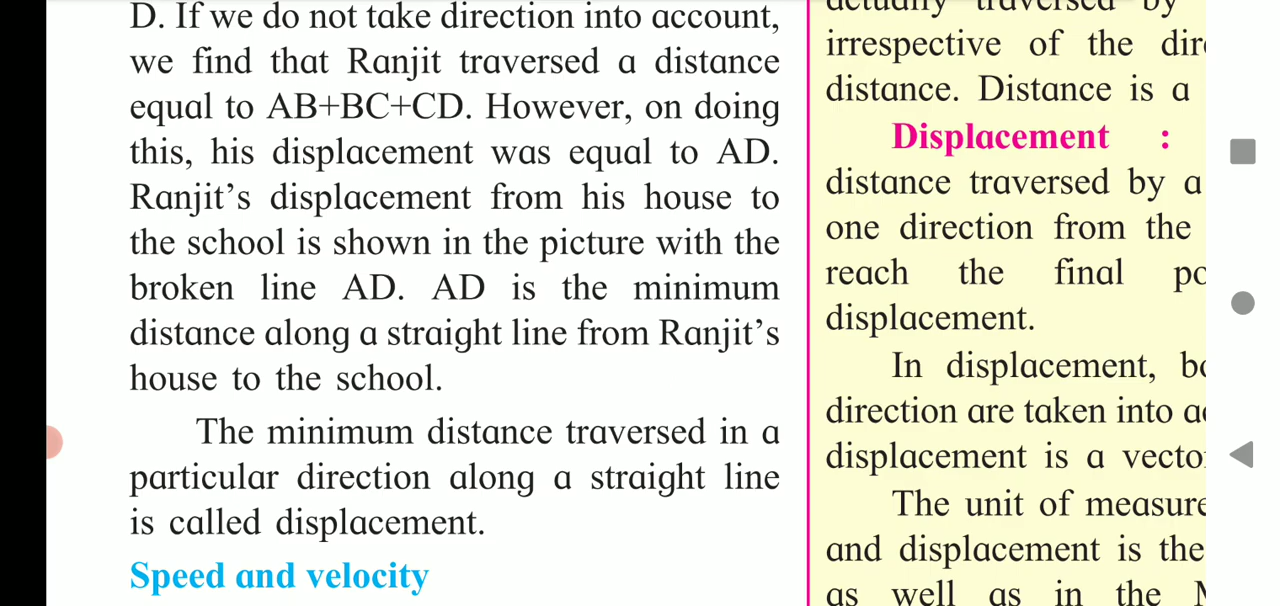 D. If we do not take direction into account,
we find that Ranjit traversed a distance
equal to AB+BC+CD. However, on doing
this, his displacement was equal to AD.
Ranjit's displacement from his house to
the school is shown in the picture with the
broken line AD. AD is the minimum
distance along a straight line from Ranjit's
house to the school.
The minimum distance traversed in a
particular direction along a straight line
is called displacement.
Speed and velocity
actually traversed by
irrespective of the
distance. Distance is a
Displacement :
distance traversed by a
one direction from the
reach the final
displacement.
In displacement,
direction are taken into
displacement is a
The unit of
and displacement is the
as well as in the